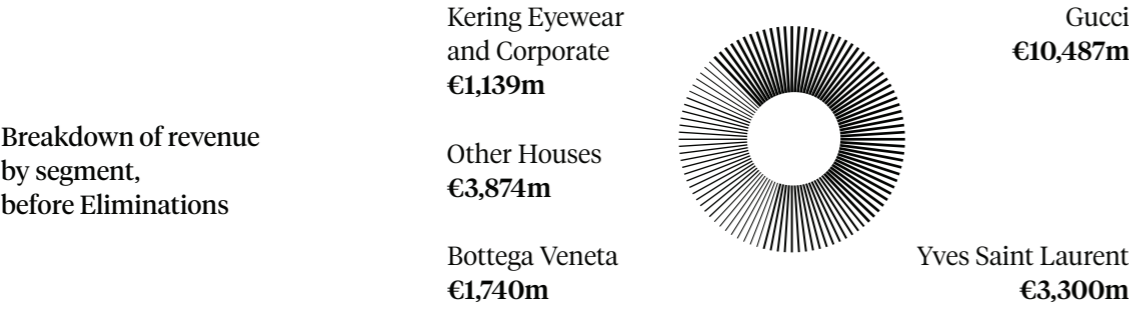 Breakdown of revenue
by segment,
before Eliminations
Kering Eyewear
and Corporate
€1,139m
Other Houses
€3,874m
Bottega Veneta
€1,740m
Gucci
€10,487m
Yves Saint Laurent
€3,300m